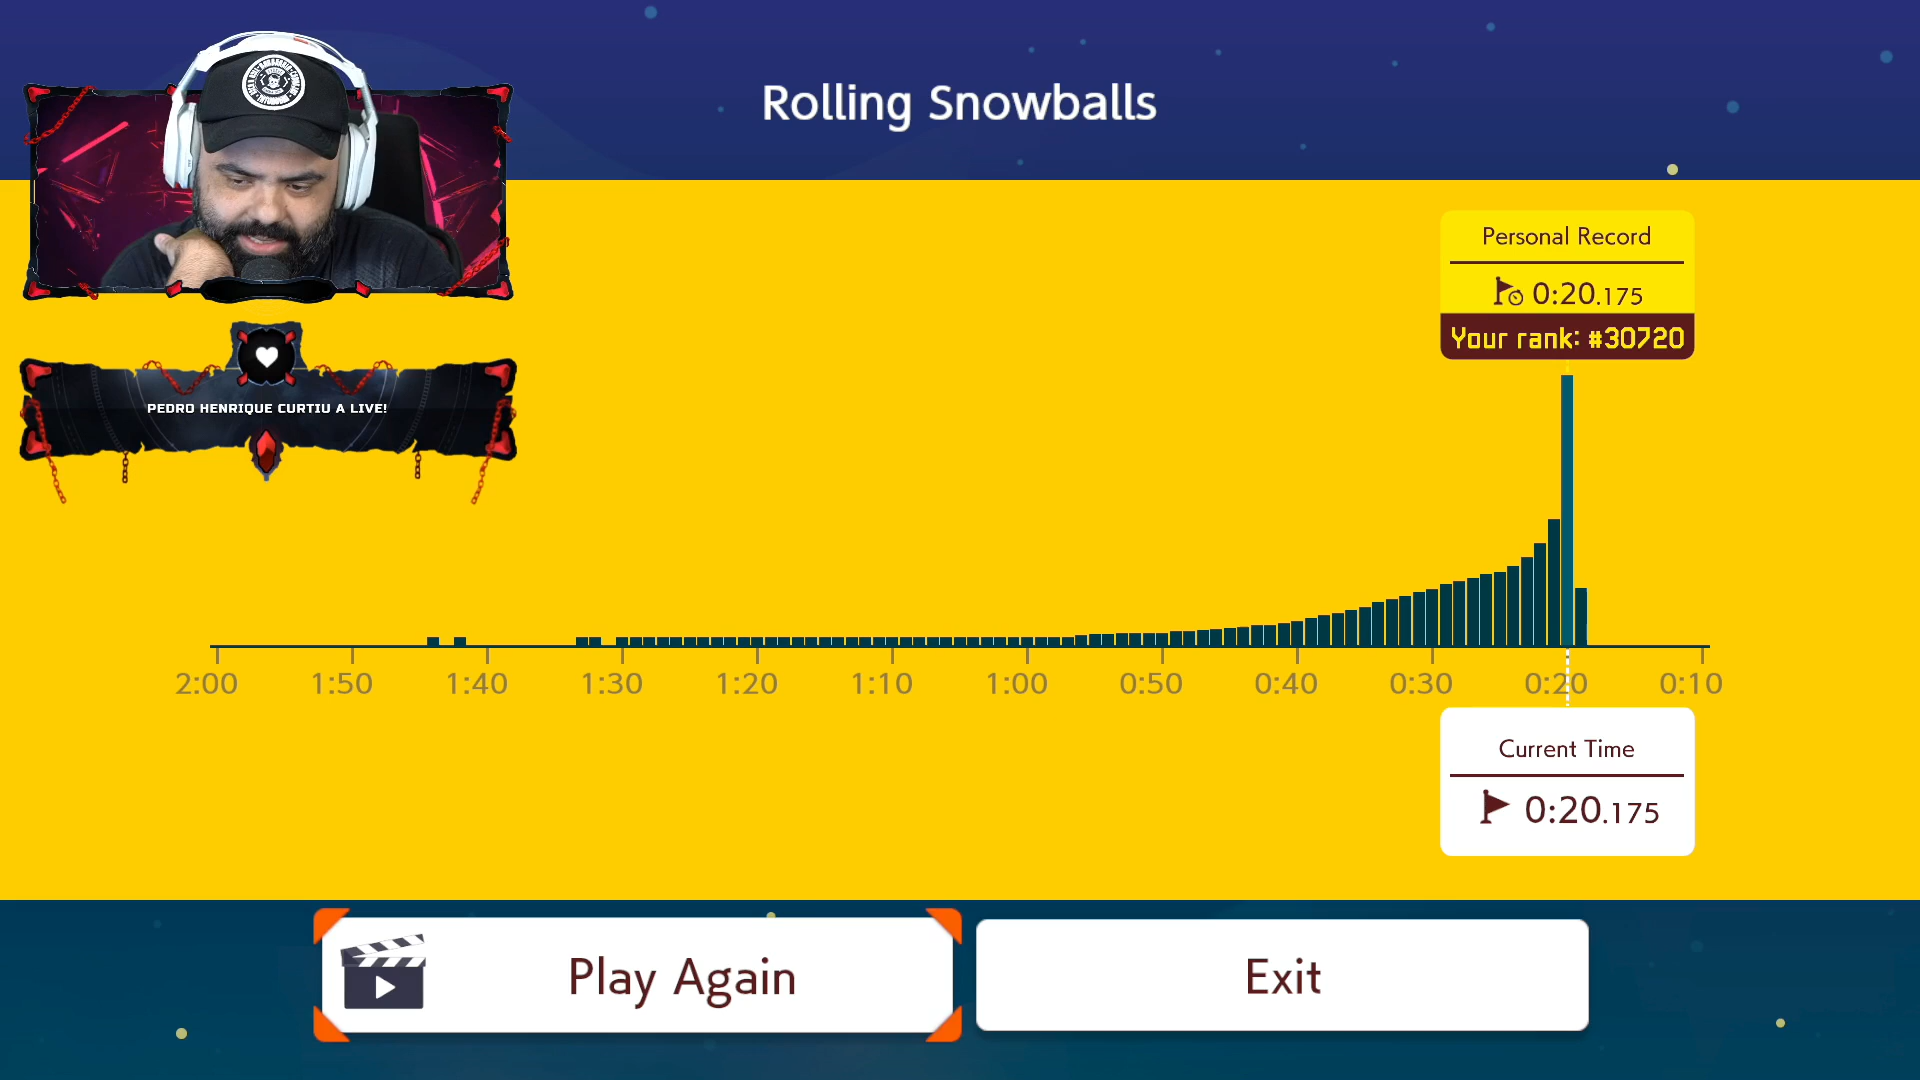 Rolling Snowballs
Personal Record
0:20.175
Your rank: #30720
PEDRO HENRIQUE CURTIU A LIVE!
2:00 1:50 1:40 1:30 1:20 1:10 1:00 0:50 0:40 0:30 0:20 0:10
Current Time
0:20.175
Play Again
Exit